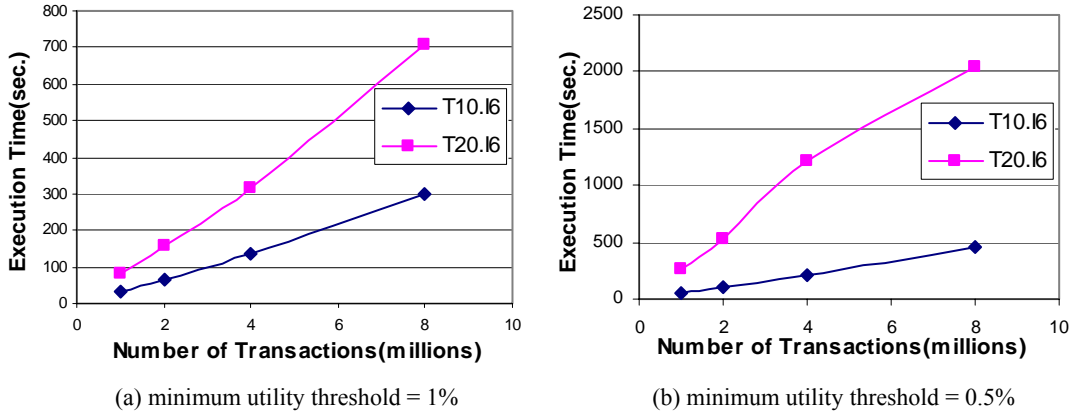 800
700
600
500
400
300
200
100
0
Execution Time(sec.)
T10.I6
T20.I6
0 2 4 6 8 10
Number of Transactions(millions)
(a) minimum utility threshold = 1%
2500
2000
1500
1000
500
0
Execution Time(sec.)
T10.I6
T20.I6
0 2 4 6 8 10
Number of Transactions(millions)
(b) minimum utility threshold = 0.5%